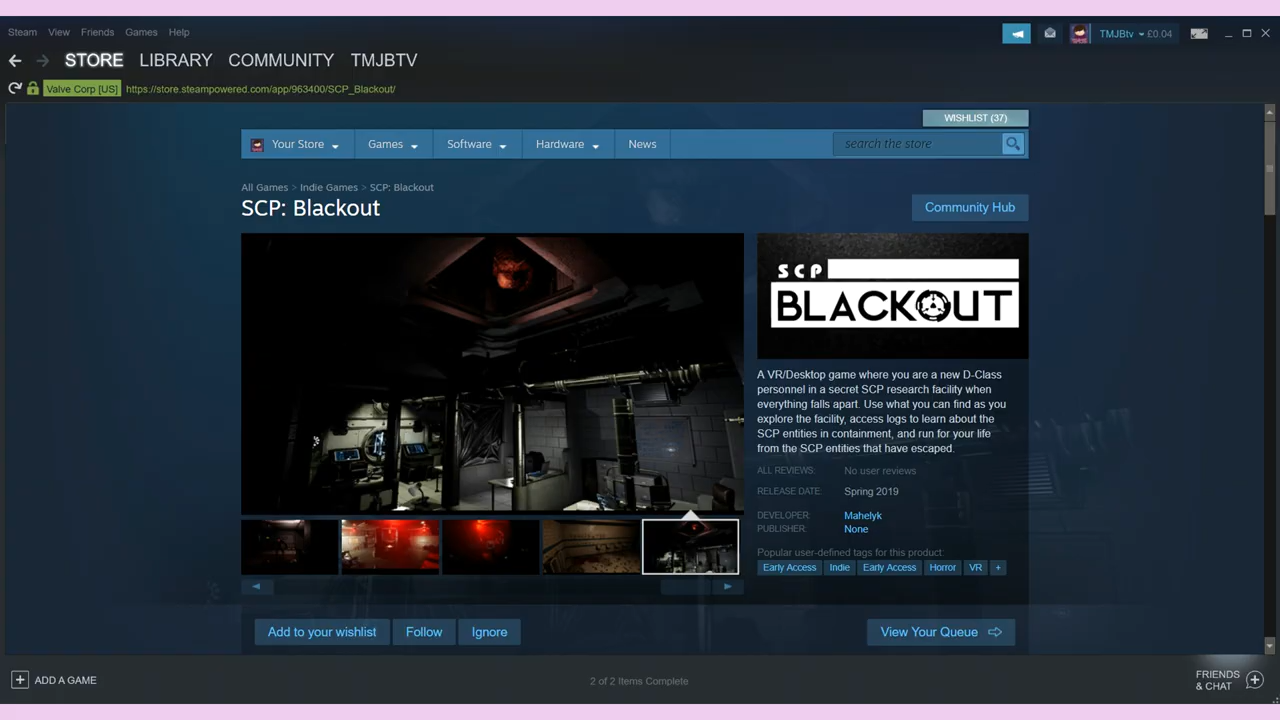 Steam View Friends Games Help
TMJBtv £0.04
STORE LIBRARY COMMUNITY TMJBTV
Valve Corp [US] https://store.steampowered.com/app/963400/SCP_Blackout/
WISHLIST (37)
Your Store Games Software Hardware News search the store
All Games > Indie Games > SCP: Blackout
SCP: Blackout
Community Hub
SCP
BLACKOUT
A VR/Desktop game where you are a new D-Class
personnel in a secret SCP research facility when
everything falls apart. Use what you can find as you
explore the facility, access logs to learn about the
SCP entities in containment, and run for your life
from the SCP entities that have escaped.
ALL REVIEWS: No user reviews
RELEASE DATE: Spring 2019
DEVELOPER: Mahelyk
PUBLISHER: None
Popular user-defined tags for this product:
Early Access Indie Early Access Horror VR +
Add to your wishlist Follow Ignore View Your Queue
+ ADD A GAME
2 of 2 Items Complete
FRIENDS
& CHAT